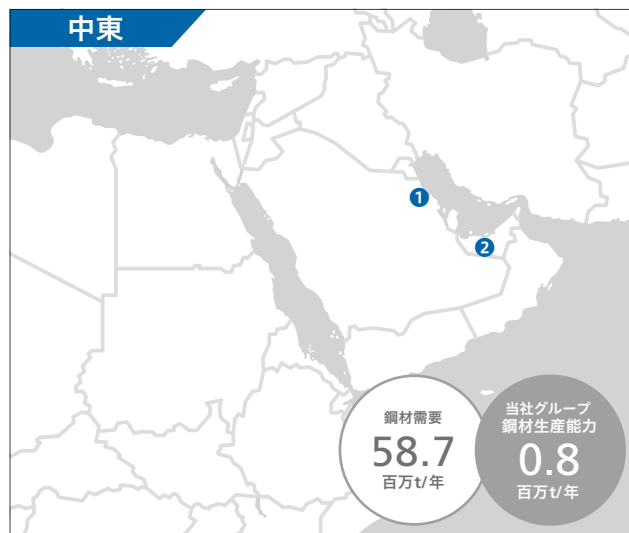 中東
1
2
鋼材需要
58.7
百万t/年
当社グループ
鋼材生産能力
0.8
百万t/年